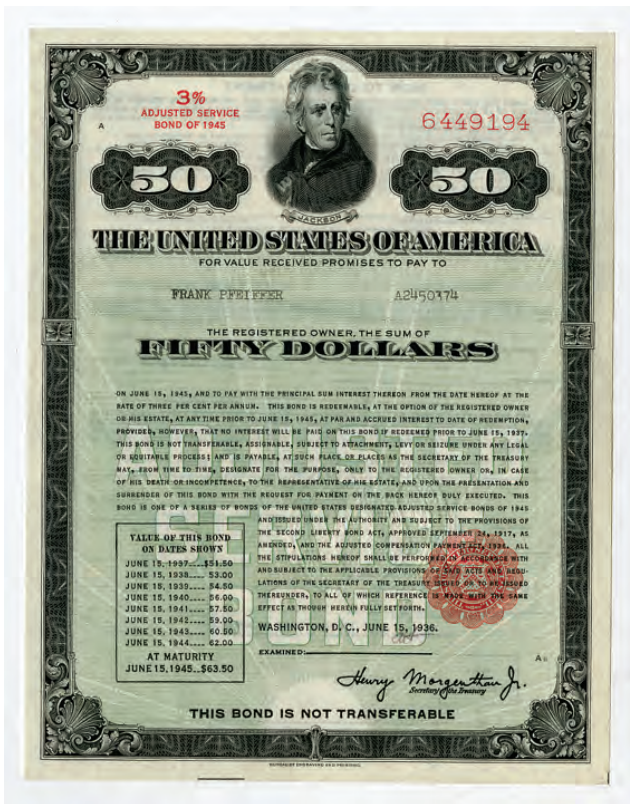 3%
ADJUSTED SERVICE
BOND OF 1945
A
6449194
50
50
JACKSON
THE UNITED STATES OF AMERICA
FOR VALUE RECEIVED PROMISES TO PAY TO
FRANK PFEIFFER A2450374
THE REGISTERED OWNER, THE SUM OF
FIFTY DOLLARS
ON JUNE 15, 1945, AND TO PAY WITH THE PRINCIPAL SUM INTEREST THEREON FROM THE DATE HEREOF AT THE
RATE OF THREE PER CENT PER ANNUM. THIS BOND IS REDEEMABLE, AT THE OPTION OF THE REGISTERED OWNER
OR HIS ESTATE, AT ANY TIME PRIOR TO JUNE 15, 1945, AT PAR AND ACCRUED INTEREST TO DATE OF REDEMPTION,
PROVIDED, HOWEVER, THAT NO INTEREST WILL BE PAID ON THIS BOND IF REDEEMED PRIOR TO JUNE 15, 1937.
THIS BOND IS NOT TRANSFERABLE, ASSIGNABLE, SUBJECT TO ATTACHMENT, LEVY OR SEIZURE UNDER ANY LEGAL
OR EQUITABLE PROCESS; AND IS PAYABLE, AT SUCH PLACE OR PLACES AS THE SECRETARY OF THE TREASURY
MAY, FROM TIME TO TIME, DESIGNATE FOR THE PURPOSE, ONLY TO THE REGISTERED OWNER OR, IN CASE
OF HIS DEATH OR INCOMPETENCE, TO THE REPRESENTATIVE OF HIS ESTATE, AND UPON THE PRESENTATION AND
SURRENDER OF THIS BOND WITH THE REQUEST FOR PAYMENT ON THE BACK HEREOF DULY EXECUTED. THIS
BOND IS ONE OF A SERIES OF BONDS OF THE UNITED STATES DESIGNATED ADJUSTED SERVICE BONDS OF 1945
AND ISSUED UNDER THE AUTHORITY AND SUBJECT TO THE PROVISIONS OF
THE SECOND LIBERTY BOND ACT, APPROVED SEPTEMBER 24, 1917, AS
AMENDED, AND THE ADJUSTED COMPENSATION PAYMENT ACT, 1936. ALL
THE STIPULATIONS HEREOF SHALL BE PERFORMED IN ACCORDANCE WITH
AND SUBJECT TO THE APPLICABLE PROVISIONS OF SAID ACTS AND REGU-
LATIONS OF THE SECRETARY OF THE TREASURY ISSUED OR TO BE ISSUED
THEREUNDER, TO ALL OF WHICH REFERENCE IS MADE WITH THE SAME
EFFECT AS THOUGH HEREIN FULLY SET FORTH.
WASHINGTON, D. C., JUNE 15, 1936.
EXAMINED:
VALUE OF THIS BOND
ON DATES SHOWN
JUNE 15, 1937....$51.50
JUNE 15, 1938.... 53.00
JUNE 15, 1939.... 54.50
JUNE 15, 1940.... 56.00
JUNE 15, 1941.... 57.50
JUNE 15, 1942.... 59.00
JUNE 15, 1943.... 60.50
JUNE 15, 1944.... 62.00
AT MATURITY
JUNE 15, 1945..$63.50
SERVICE
BOND
Henry Morgenthau Jr.
Secretary of the Treasury
THIS BOND IS NOT TRANSFERABLE